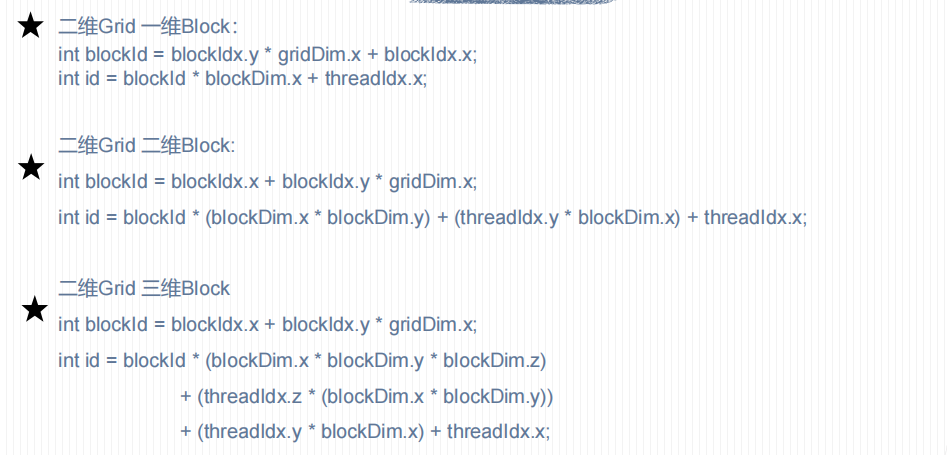 二维Grid 一维Block：
int blockId = blockIdx.y * gridDim.x + blockIdx.x;
int id = blockId * blockDim.x + threadIdx.x;
二维Grid 二维Block:
int blockId = blockIdx.x + blockIdx.y * gridDim.x;
int id = blockId * (blockDim.x * blockDim.y) + (threadIdx.y * blockDim.x) + threadIdx.x;
二维Grid 三维Block
int blockId = blockIdx.x + blockIdx.y * gridDim.x;
int id = blockId * (blockDim.x * blockDim.y * blockDim.z)
+ (threadIdx.z * (blockDim.x * blockDim.y))
+ (threadIdx.y * blockDim.x) + threadIdx.x;